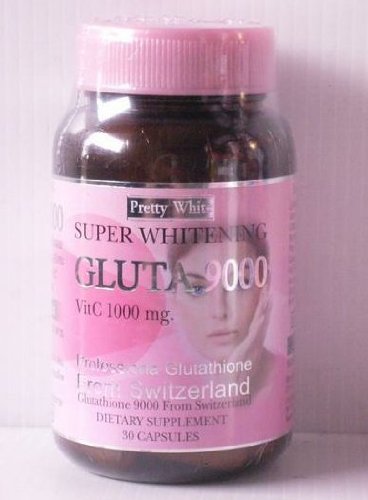 Pretty White
SUPER WHITENING
GLUTA 9000
VitC 1000 mg.
Glutathione
From Switzerland
Glutathione 9000 From Switzerland
DIETARY SUPPLEMENT
30 CAPSULES